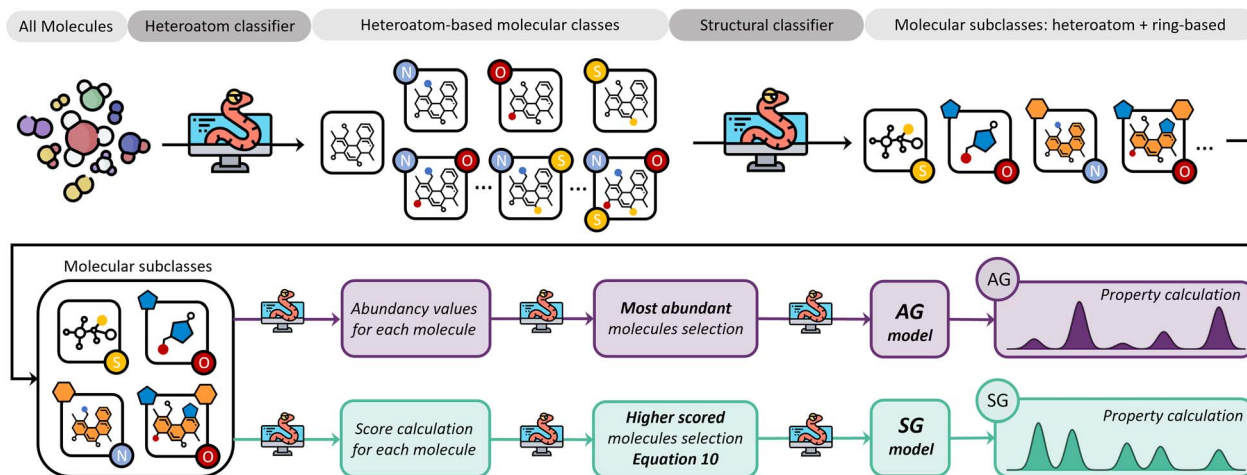 All Molecules
Heteroatom classifier
Heteroatom-based molecular classes
Structural classifier
Molecular subclasses: heteroatom + ring-based
N
O
S
N
O
N
S
N
O
S
...
...
S
O
N
O
...
Molecular subclasses
S
O
N
O
Abundancy values
for each molecule
Most abundant
molecules selection
AG
model
AG
Property calculation
Score calculation
for each molecule
Higher scored
molecules selection
Equation 10
SG
model
SG
Property calculation